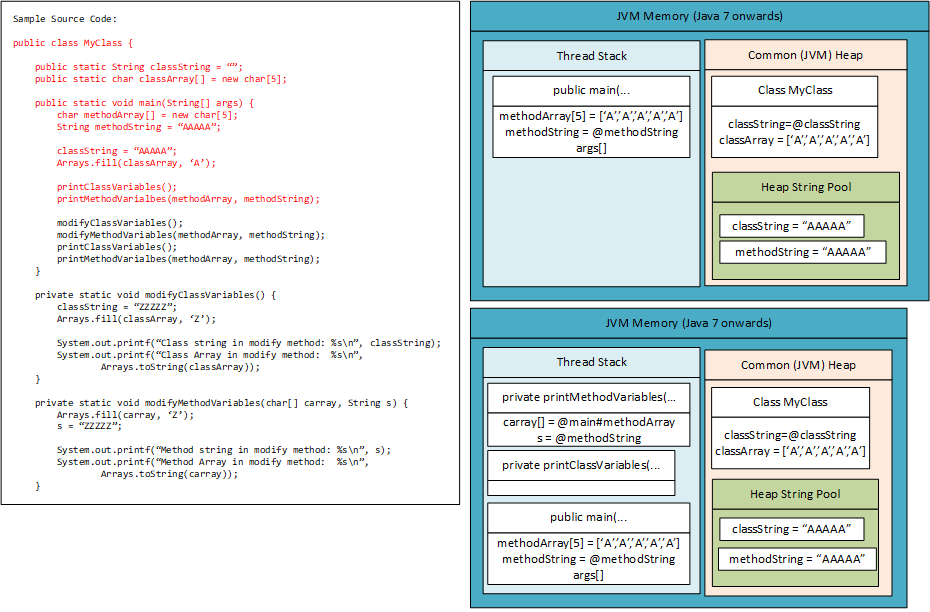 Sample Source Code:
public class MyClass {
public static String classString = “”;
public static char classArray[] = new char[5];
public static void main(String[] args) {
char methodArray[] = new char[5];
String methodString = “AAAAA”;
classString = “AAAAA”;
Arrays.fill(classArray, ‘A’);
printClassVariables();
printMethodVarialbes(methodArray, methodString);
modifyClassVariables();
modifyMethodVariables(methodArray, methodString);
printClassVariables();
printMethodVarialbes(methodArray, methodString);
}
private static void modifyClassVariables() {
classString = “ZZZZZ”;
Arrays.fill(classArray, ‘Z’);
System.out.printf(“Class string in modify method: %s\n”, classString);
System.out.printf(“Class Array in modify method:  %s\n”,
Arrays.toString(classArray));
}
private static void modifyMethodVariables(char[] carray, String s) {
Arrays.fill(carray, ‘Z’);
s = “ZZZZZ”;
System.out.printf(“Method string in modify method: %s\n”, s);
System.out.printf(“Method Array in modify method:  %s\n”,
Arrays.toString(carray));
}
JVM Memory (Java 7 onwards)
Thread Stack
public main(...
methodArray[5] = [‘A’,’A’,’A’,’A’,’A’]
methodString = @methodString
args[]
Common (JVM) Heap
Class MyClass
classString=@classString
classArray = [‘A’,’A’,’A’,’A’,’A’]
Heap String Pool
classString = “AAAAA”
methodString = “AAAAA”
JVM Memory (Java 7 onwards)
Thread Stack
private printMethodVariables(...
carray[] = @main#methodArray
s = @methodString
private printClassVariables(...
public main(...
methodArray[5] = [‘A’,’A’,’A’,’A’,’A’]
methodString = @methodString
args[]
Common (JVM) Heap
Class MyClass
classString=@classString
classArray = [‘A’,’A’,’A’,’A’,’A’]
Heap String Pool
classString = “AAAAA”
methodString = “AAAAA”